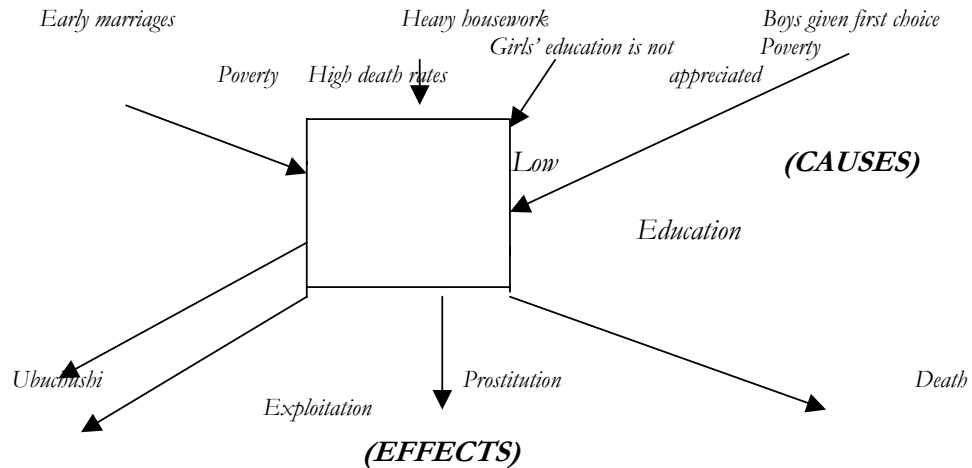 Early marriages Heavy housework Boys given first choice
Girls' education is not Poverty
Poverty High death rates appreciated
Low
(CAUSES)
Education
Ubuchushi Prostitution Death
Exploitation
(EFFECTS)